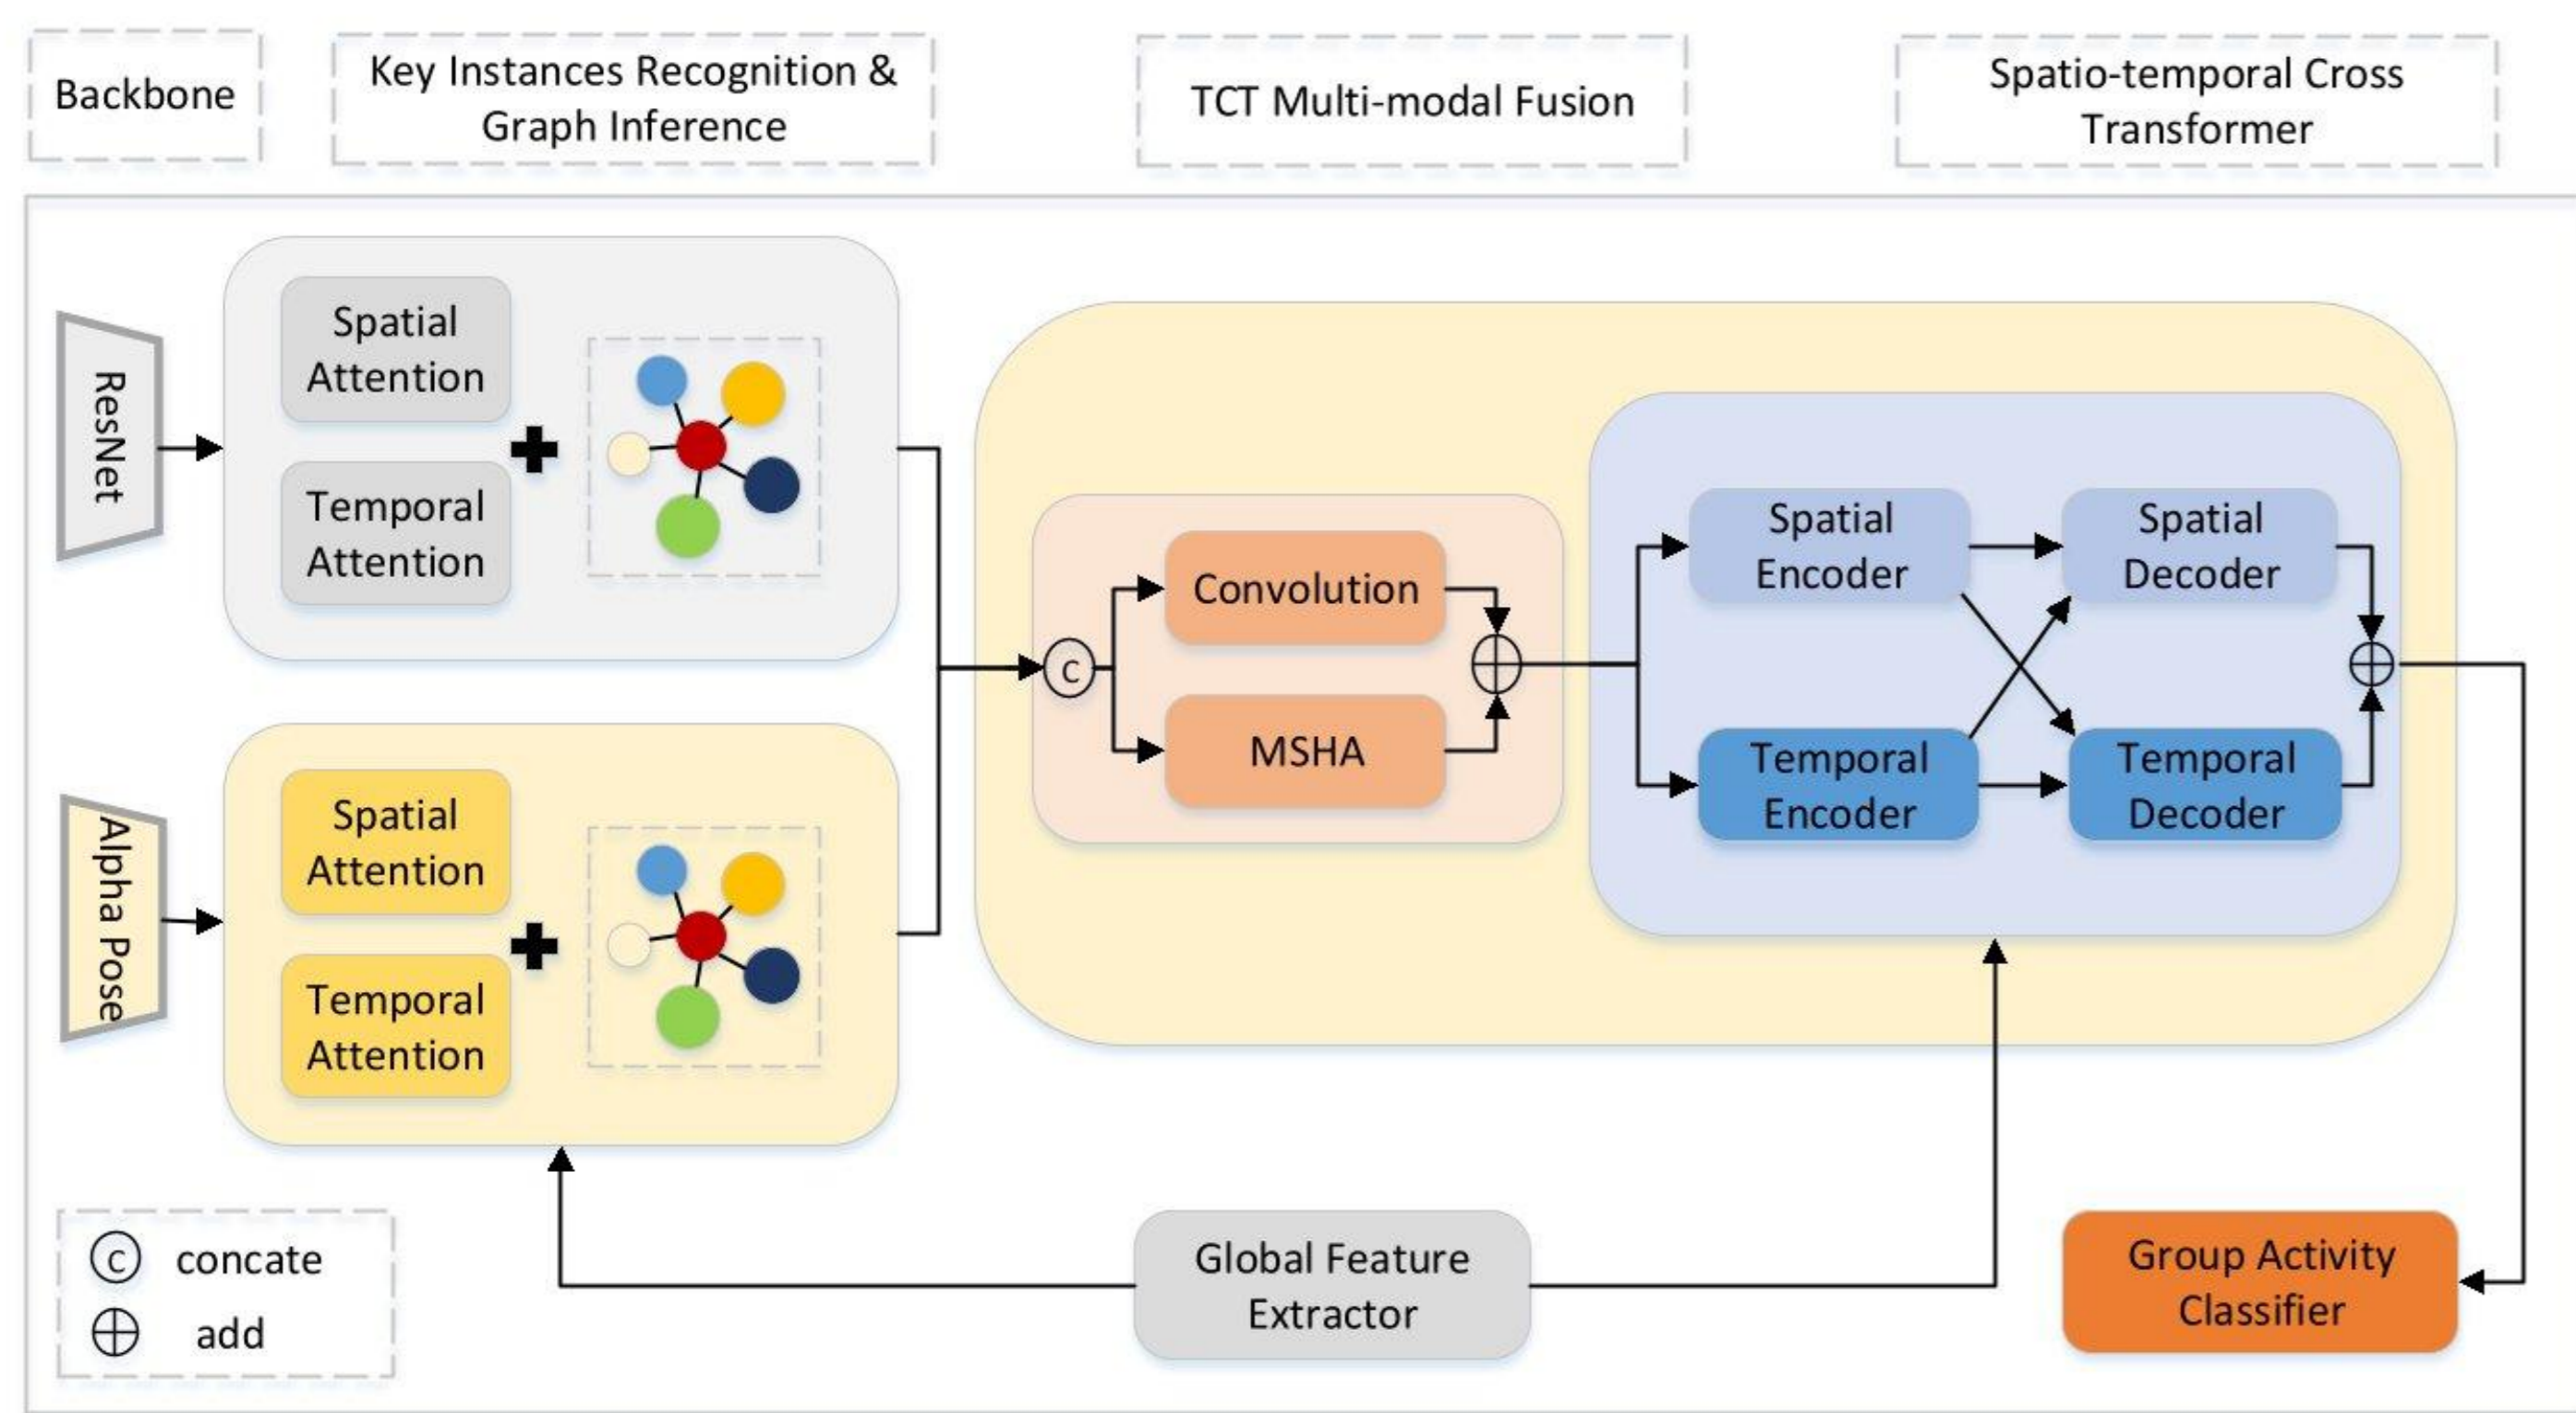 Backbone
Key Instances Recognition &
Graph Inference
TCT Multi-modal Fusion
Spatio-temporal Cross
Transformer
ResNet
Spatial
Attention
Temporal
Attention
Alpha Pose
Spatial
Attention
Temporal
Attention
C
Convolution
MSHA
Spatial
Encoder
Spatial
Decoder
Temporal
Encoder
Temporal
Decoder
C concate
add
Global Feature
Extractor
Group Activity
Classifier